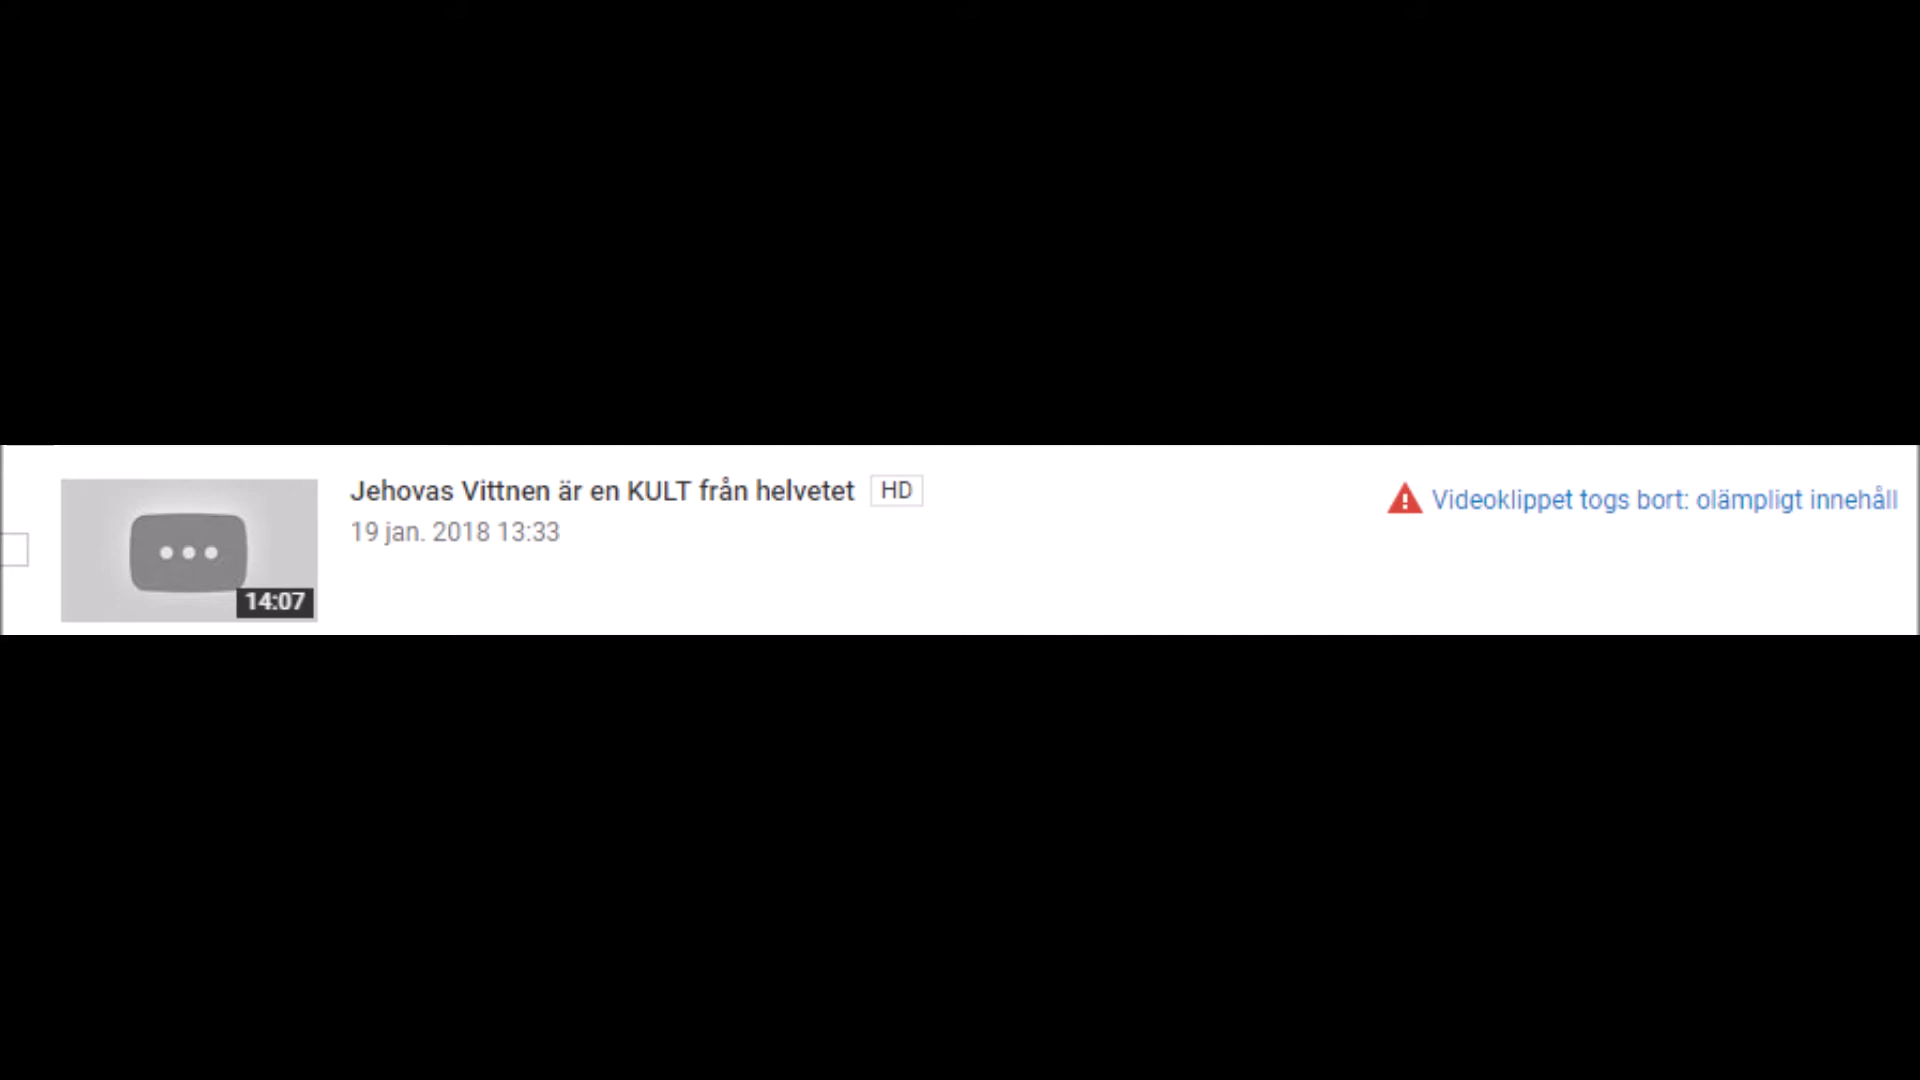 Jehovas Vittnen är en KULT från helvetet HD
Videoklippet togs bort: olämpligt innehåll
19 jan. 2018 13:33
14:07